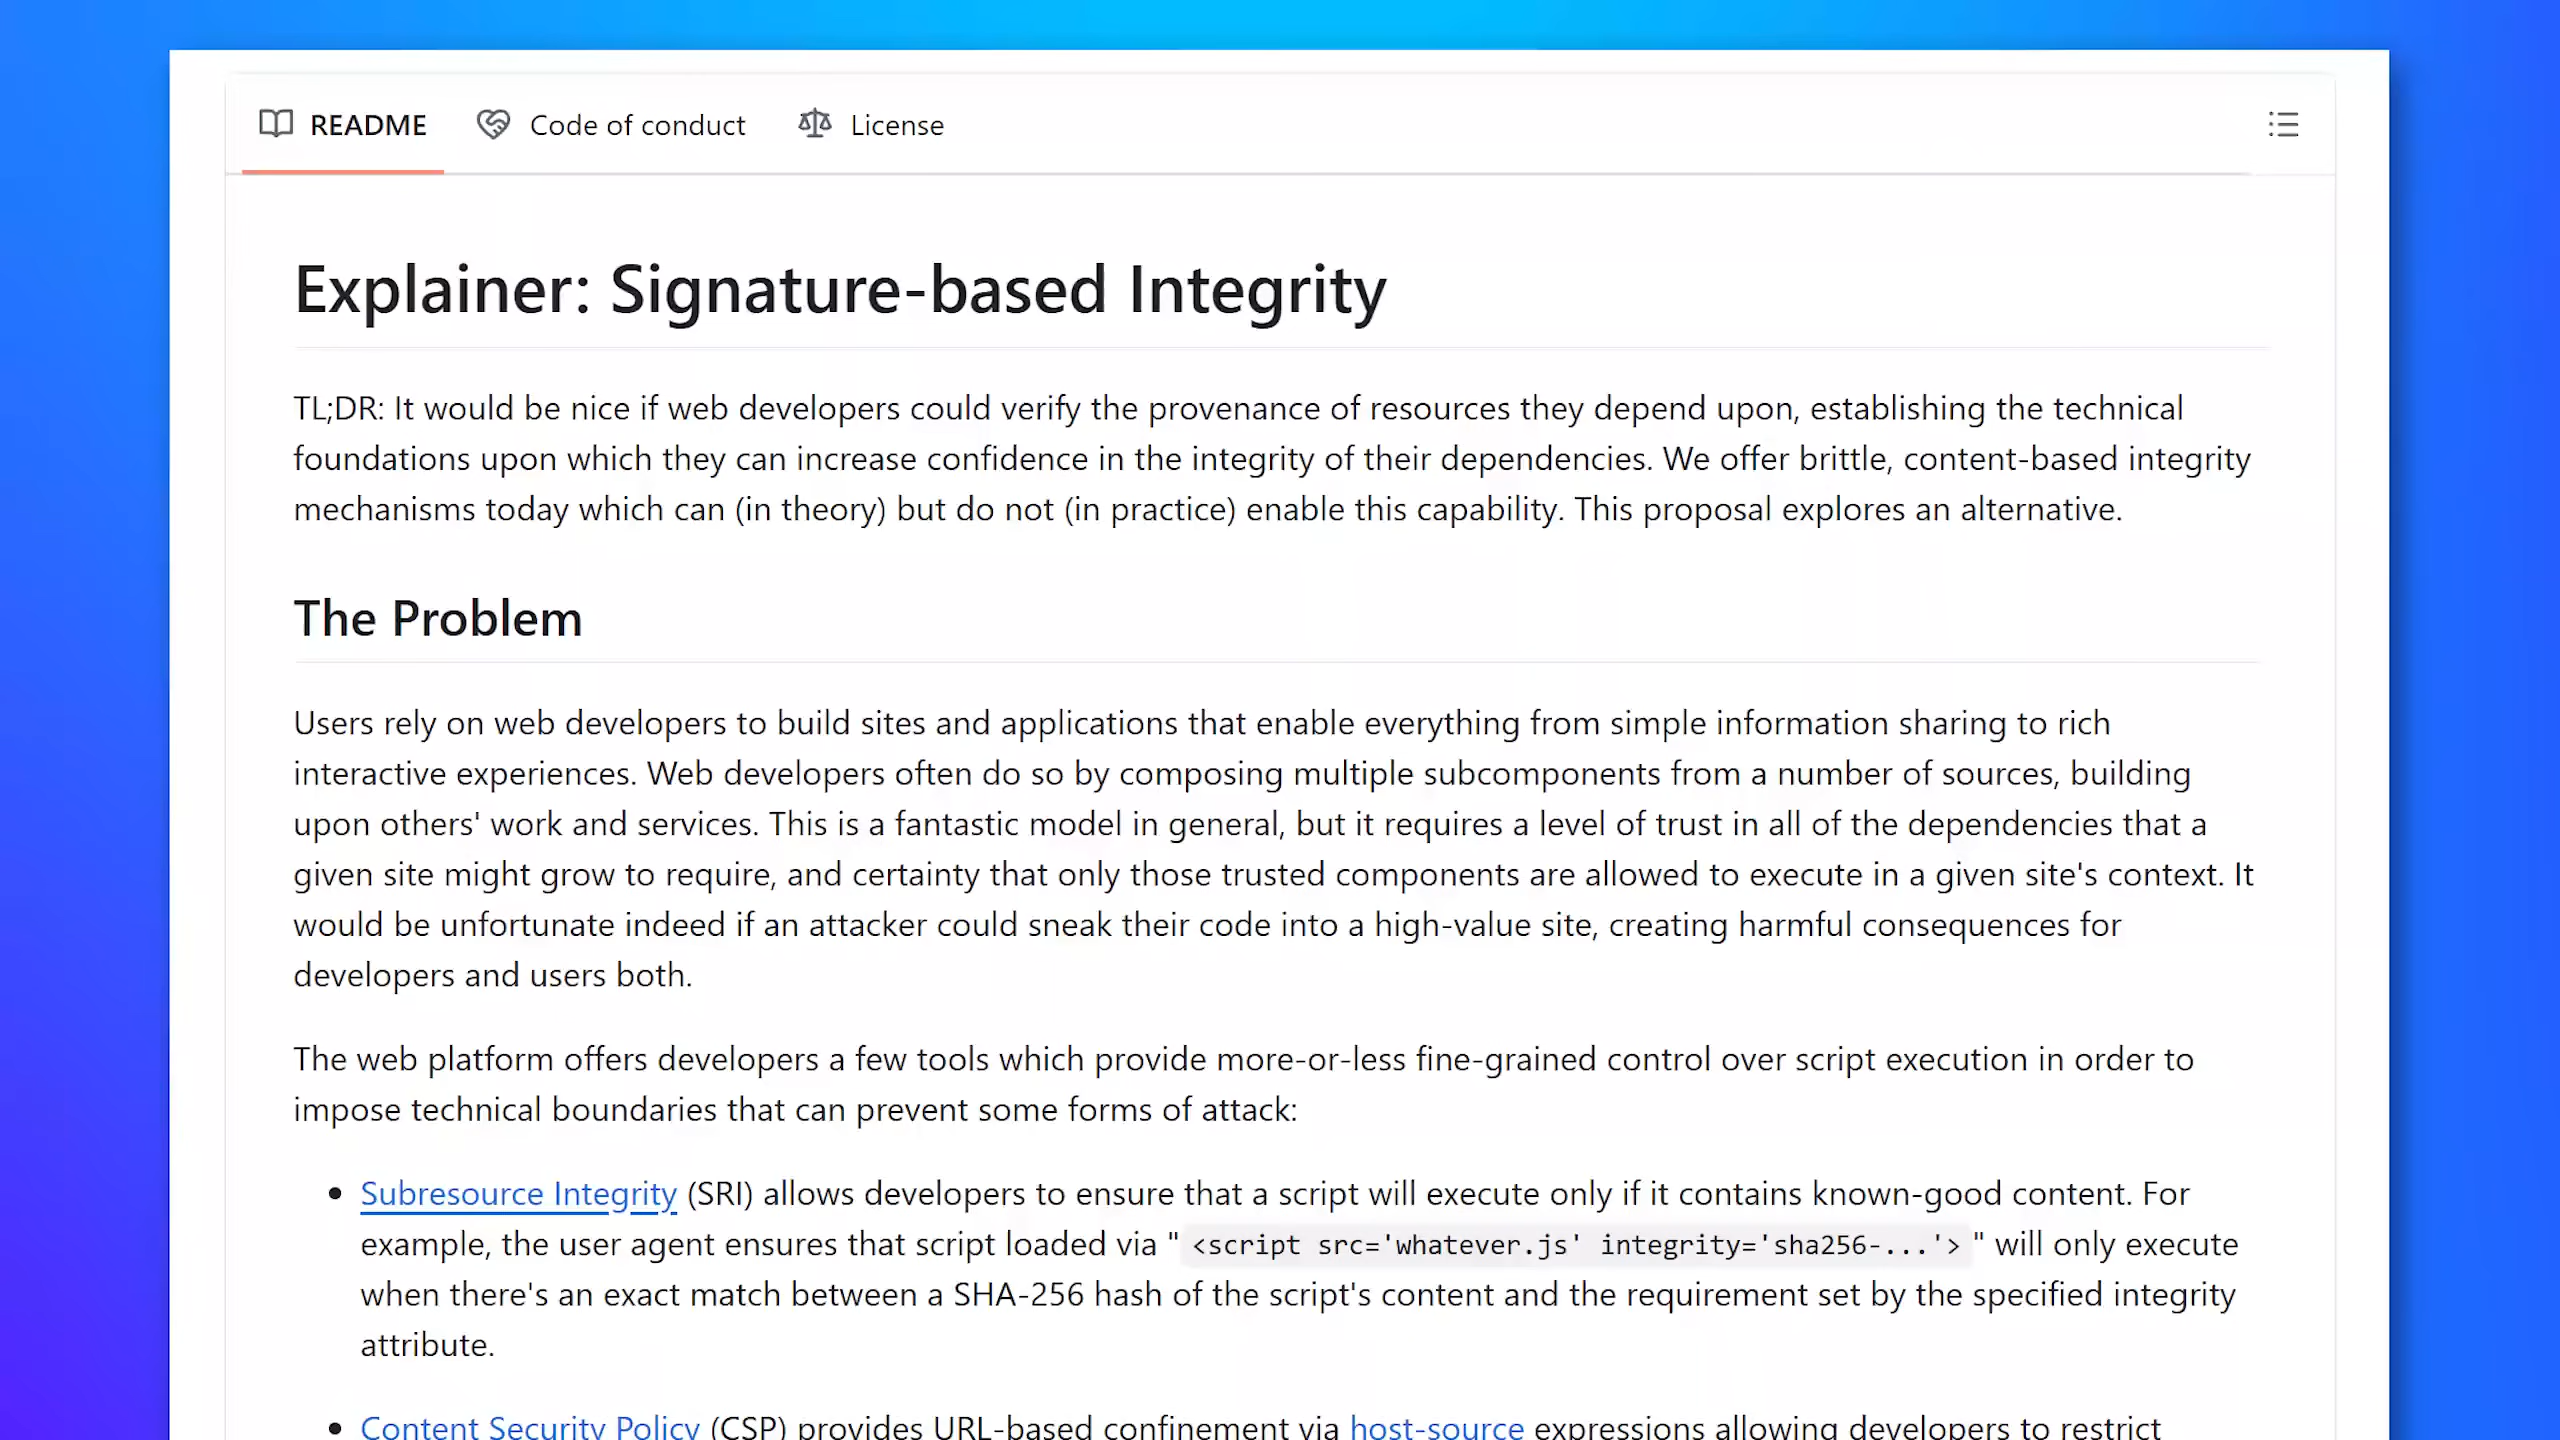 README Code of conduct License
Explainer: Signature-based Integrity
TL;DR: It would be nice if web developers could verify the provenance of resources they depend upon, establishing the technical
foundations upon which they can increase confidence in the integrity of their dependencies. We offer brittle, content-based integrity
mechanisms today which can (in theory) but do not (in practice) enable this capability. This proposal explores an alternative.
The Problem
Users rely on web developers to build sites and applications that enable everything from simple information sharing to rich
interactive experiences. Web developers often do so by composing multiple subcomponents from a number of sources, building
upon others' work and services. This is a fantastic model in general, but it requires a level of trust in all of the dependencies that a
given site might grow to require, and certainty that only those trusted components are allowed to execute in a given site's context. It
would be unfortunate indeed if an attacker could sneak their code into a high-value site, creating harmful consequences for
developers and users both.
The web platform offers developers a few tools which provide more-or-less fine-grained control over script execution in order to
impose technical boundaries that can prevent some forms of attack:
• Subresource Integrity (SRI) allows developers to ensure that a script will execute only if it contains known-good content. For
example, the user agent ensures that script loaded via "<script src='whatever.js' integrity='sha256-...'>" will only execute
when there's an exact match between a SHA-256 hash of the script's content and the requirement set by the specified integrity
attribute.
• Content Security Policy (CSP) provides URL-based confinement via host-source expressions allowing developers to restrict